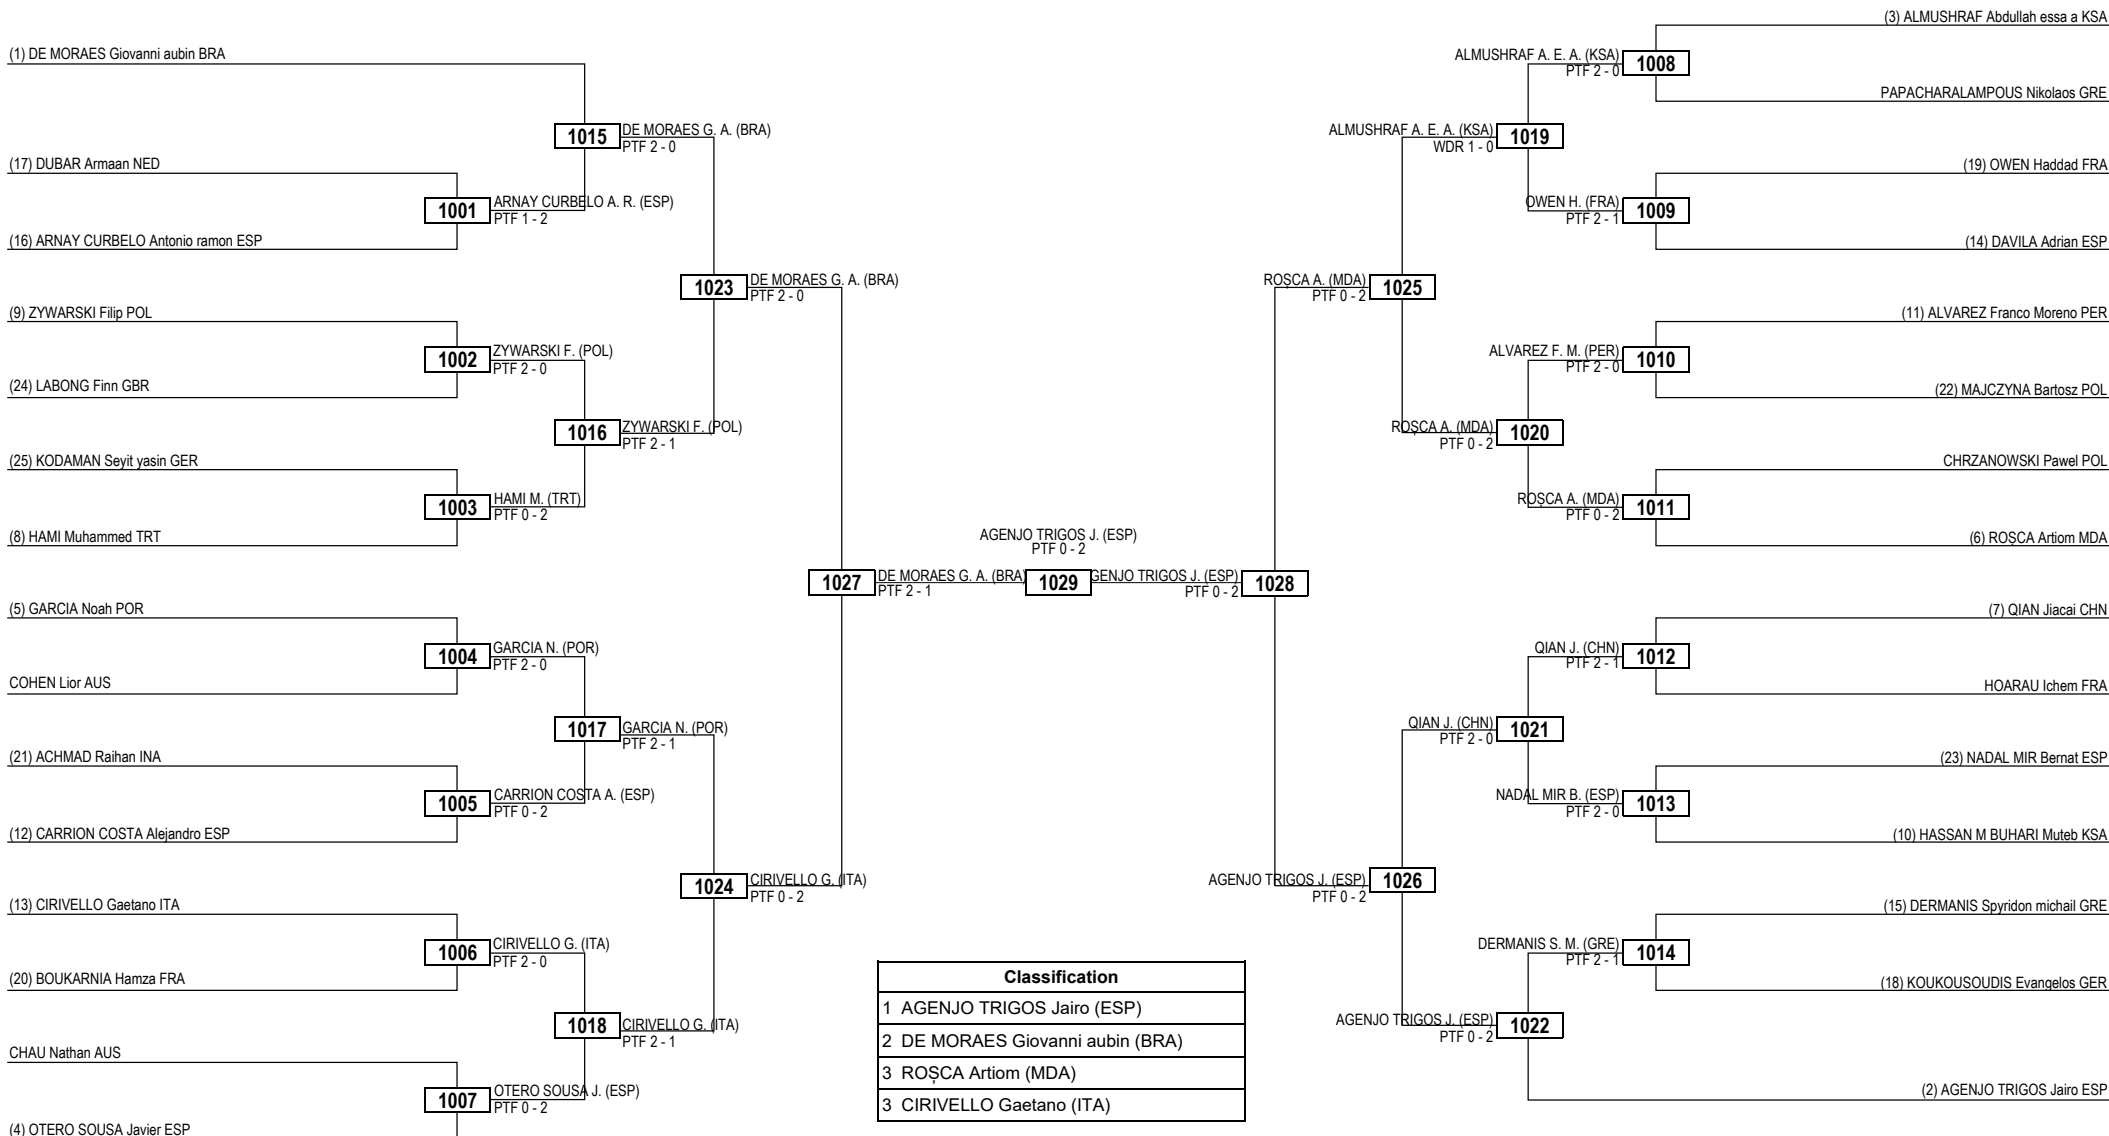 (1) DE MORAES Giovanni aubin BRA
1015
DE MORAES G. A. (BRA)
PTF 2 - 0
(17) DUBAR Armaan NED
1001
ARNAY CURBELO A. R. (ESP)
PTF 1 - 2
(16) ARNAY CURBELO Antonio ramon ESP
1023
DE MORAES G. A. (BRA)
PTF 2 - 0
(9) ZYWARSKI Filip POL
1002
ZYWARSKI F. (POL)
PTF 2 - 0
(24) LABONG Finn GBR
1016
ZYWARSKI F. (POL)
PTF 2 - 1
(25) KODAMAN Seyit yasin GER
1003
HAMI M. (TRT)
PTF 0 - 2
(8) HAMI Muhammed TRT
1027
DE MORAES G. A. (BRA)
PTF 2 - 1
(5) GARCIA Noah POR
1004
GARCIA N. (POR)
PTF 2 - 0
COHEN Lior AUS
1017
GARCIA N. (POR)
PTF 2 - 1
(21) ACHMAD Raihan INA
1005
CARRION COSTA A. (ESP)
PTF 0 - 2
(12) CARRION COSTA Alejandro ESP
1024
CIRIVELLO G. (ITA)
PTF 0 - 2
(13) CIRIVELLO Gaetano ITA
1006
CIRIVELLO G. (ITA)
PTF 2 - 0
(20) BOUKARNIA Hamza FRA
1018
CIRIVELLO G. (ITA)
PTF 2 - 1
CHAU Nathan AUS
1007
OTERO SOUSA J. (ESP)
PTF 0 - 2
(4) OTERO SOUSA Javier ESP
AGENJO TRIGOS J. (ESP)
PTF 0 - 2
1029
(3) ALMUSHRAF Abdullah essa a KSA
ALMUSHRAF A. E. A. (KSA)
PTF 2 - 0
1008
PAPACHARALAMPOUS Nikolaos GRE
ALMUSHRAF A. E. A. (KSA)
WDR 1 - 0
1019
(19) OWEN Haddad FRA
OWEN H. (FRA)
PTF 2 - 1
1009
(14) DAVILA Adrian ESP
ROȘCA A. (MDA)
PTF 0 - 2
1025
(11) ALVAREZ Franco Moreno PER
ALVAREZ F. M. (PER)
PTF 2 - 0
1010
(22) MAJCZYNA Bartosz POL
ROȘCA A. (MDA)
PTF 0 - 2
1020
CHRZANOWSKI Pawel POL
ROȘCA A. (MDA)
PTF 0 - 2
1011
(6) ROȘCA Artiom MDA
GENJO TRIGOS J. (ESP)
PTF 0 - 2
1028
(7) QIAN Jiacai CHN
QIAN J. (CHN)
PTF 2 - 1
1012
HOARAU Ichem FRA
QIAN J. (CHN)
PTF 2 - 0
1021
(23) NADAL MIR Bernat ESP
NADAL MIR B. (ESP)
PTF 2 - 0
1013
(10) HASSAN M BUHARI Muteb KSA
AGENJO TRIGOS J. (ESP)
PTF 0 - 2
1026
(15) DERMANIS Spyridon michail GRE
DERMANIS S. M. (GRE)
PTF 2 - 1
1014
(18) KOUKOUSOUDIS Evangelos GER
AGENJO TRIGOS J. (ESP)
PTF 0 - 2
1022
(2) AGENJO TRIGOS Jairo ESP
Classification
1 AGENJO TRIGOS Jairo (ESP)
2 DE MORAES Giovanni aubin (BRA)
3 ROȘCA Artiom (MDA)
3 CIRIVELLO Gaetano (ITA)